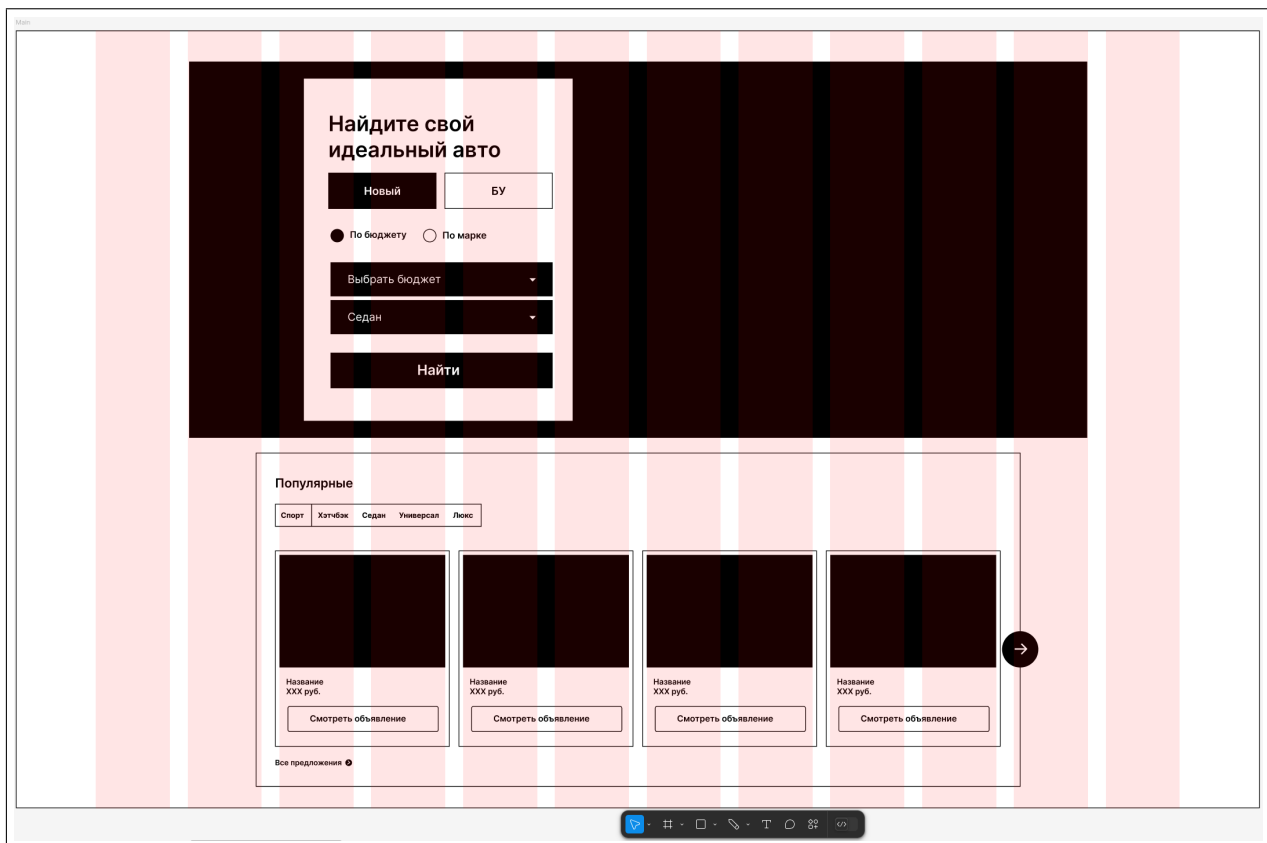 Main
Найдите свой
идеальный авто
Новый
БУ
По бюджету
По марке
Выбрать бюджет
Седан
Найти
Популярные
Спорт Хэтчбэк Седан Универсал Люкс
Название
XXX руб.
Смотреть объявление
Название
XXX руб.
Смотреть объявление
Название
XXX руб.
Смотреть объявление
Название
XXX руб.
Смотреть объявление
Все предложения